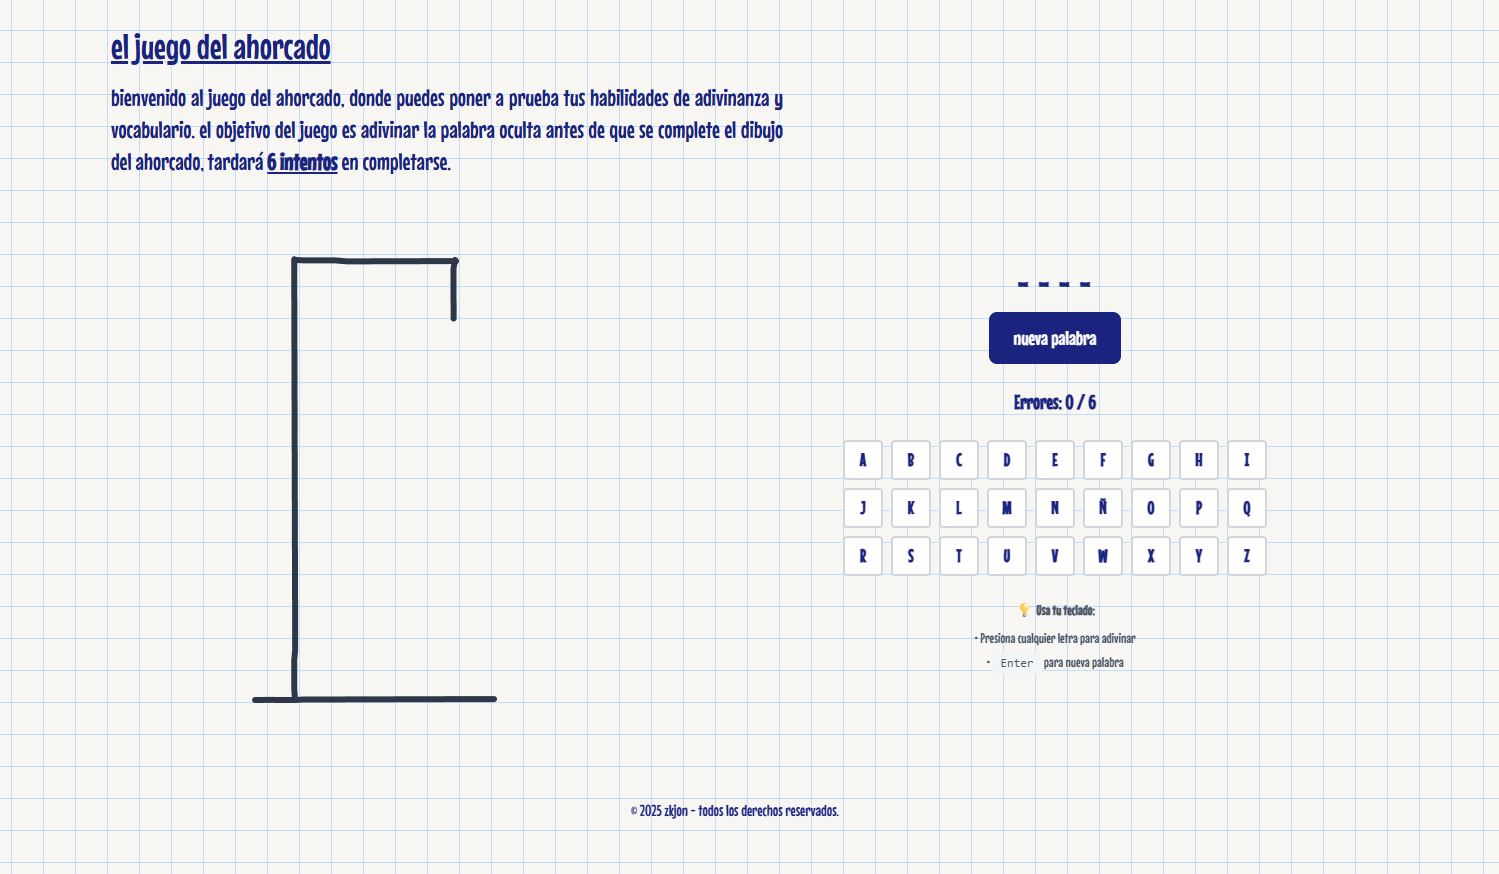 el juego del ahorcado
bienvenido al juego del ahorcado, donde puedes poner a prueba tus habilidades de adivinanza y
vocabulario. el objetivo del juego es adivinar la palabra oculta antes de que se complete el dibujo
del ahorcado, tardará 6 intentos en completarse.
_ _ _ _
nueva palabra
Errores: 0 / 6
A B C D E F G H I
J K L M N Ñ O P Q
R S T U V W X Y Z
💡 Usa tu teclado:
• Presiona cualquier letra para adivinar
• Enter para nueva palabra
© 2025 zkjon - todos los derechos reservados.